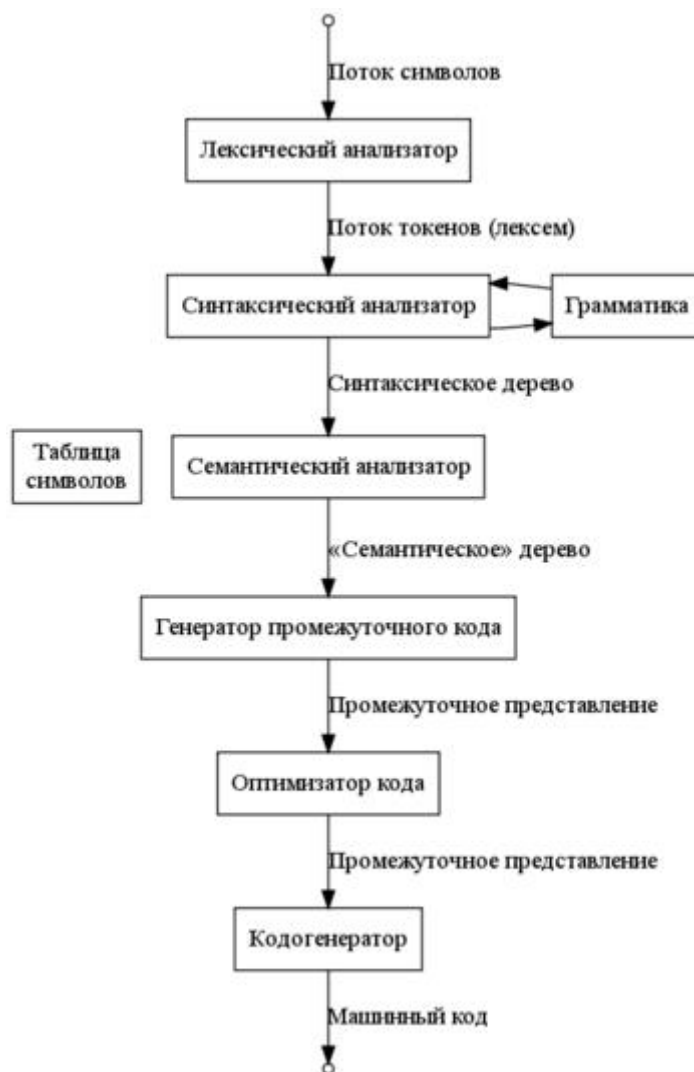 Поток символов
Лексический анализатор
Поток токенов (лексем)
Синтаксический анализатор
Грамматика
Синтаксическое дерево
Таблица
символов
Семантический анализатор
«Семантическое» дерево
Генератор промежуточного кода
Промежуточное представление
Оптимизатор кода
Промежуточное представление
Кодогенератор
Машинный код